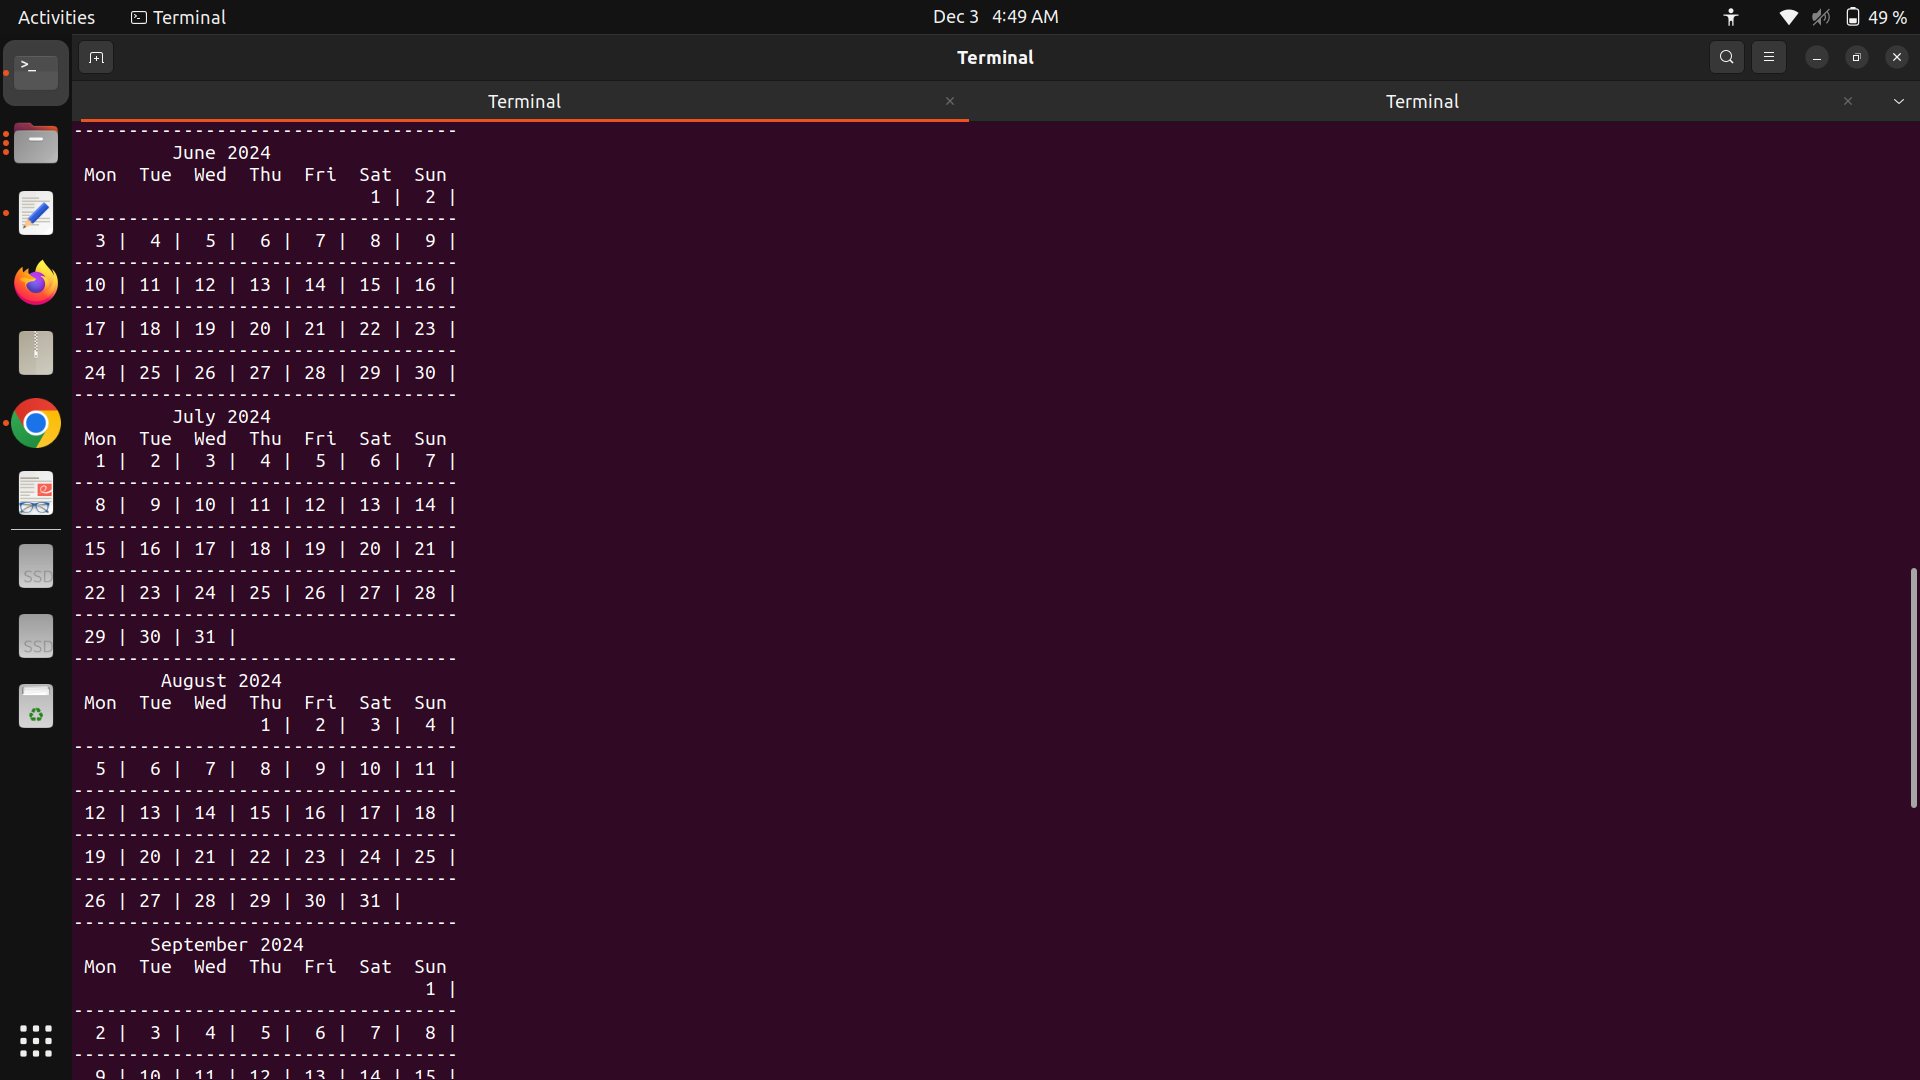 Activities
Terminal
Dec 3 4:49 AM
49 %
Terminal
Terminal
Terminal
----------------------------------
June 2024
Mon Tue Wed Thu Fri Sat Sun
1 | 2 |
----------------------------------
3 | 4 | 5 | 6 | 7 | 8 | 9 |
----------------------------------
10 | 11 | 12 | 13 | 14 | 15 | 16 |
----------------------------------
17 | 18 | 19 | 20 | 21 | 22 | 23 |
----------------------------------
24 | 25 | 26 | 27 | 28 | 29 | 30 |
----------------------------------
July 2024
Mon Tue Wed Thu Fri Sat Sun
1 | 2 | 3 | 4 | 5 | 6 | 7 |
----------------------------------
8 | 9 | 10 | 11 | 12 | 13 | 14 |
----------------------------------
15 | 16 | 17 | 18 | 19 | 20 | 21 |
----------------------------------
22 | 23 | 24 | 25 | 26 | 27 | 28 |
----------------------------------
29 | 30 | 31 |
----------------------------------
August 2024
Mon Tue Wed Thu Fri Sat Sun
1 | 2 | 3 | 4 |
----------------------------------
5 | 6 | 7 | 8 | 9 | 10 | 11 |
----------------------------------
12 | 13 | 14 | 15 | 16 | 17 | 18 |
----------------------------------
19 | 20 | 21 | 22 | 23 | 24 | 25 |
----------------------------------
26 | 27 | 28 | 29 | 30 | 31 |
----------------------------------
September 2024
Mon Tue Wed Thu Fri Sat Sun
1 |
----------------------------------
2 | 3 | 4 | 5 | 6 | 7 | 8 |
----------------------------------
9 | 10 | 11 | 12 | 13 | 14 | 15 |
SSD
SSD